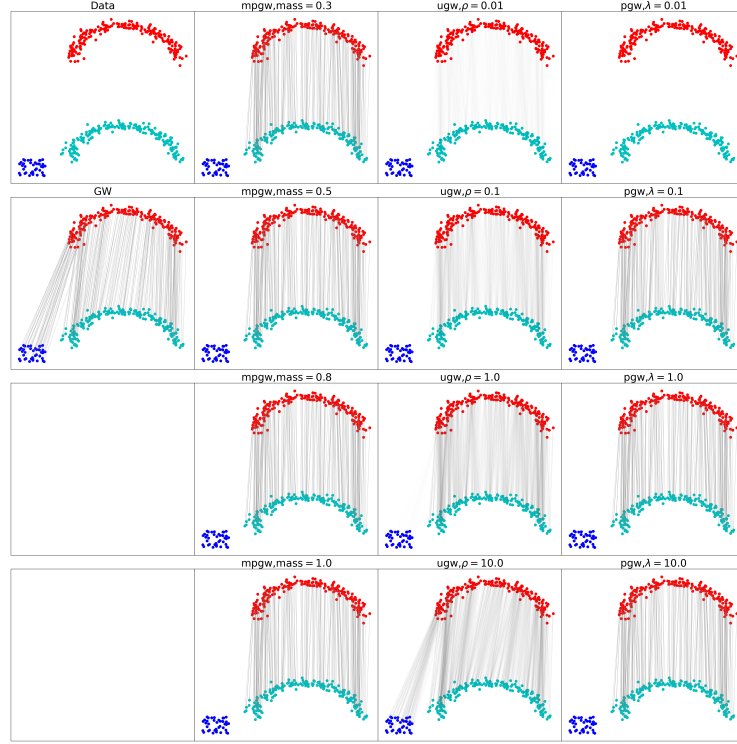 Data
mpgw,mass = 0.3
ugw,ρ = 0.01
pgw,λ = 0.01
GW
mpgw,mass = 0.5
ugw,ρ = 0.1
pgw,λ = 0.1
mpgw,mass = 0.8
ugw,ρ = 1.0
pgw,λ = 1.0
mpgw,mass = 1.0
ugw,ρ = 10.0
pgw,λ = 10.0